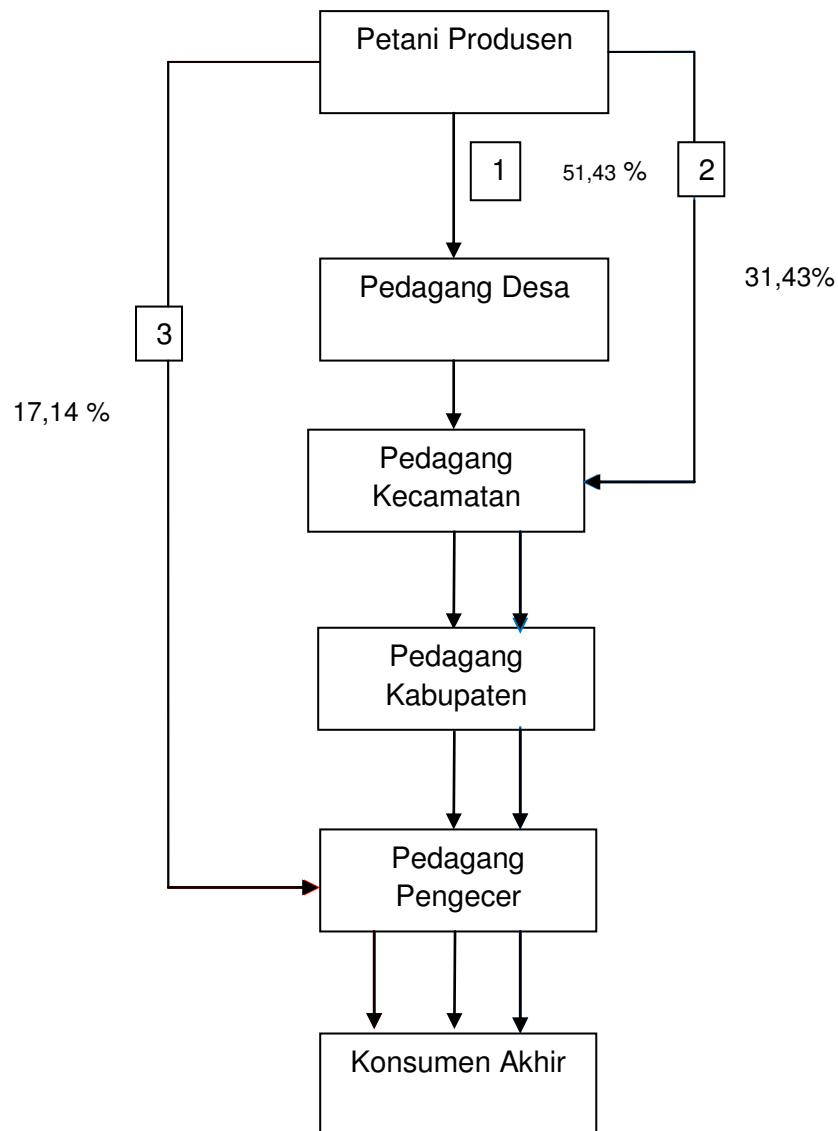 Petani Produsen
1
51,43 %
2
31,43%
Pedagang Desa
3
17,14 %
Pedagang
Kecamatan
Pedagang
Kabupaten
Pedagang
Pengecer
Konsumen Akhir